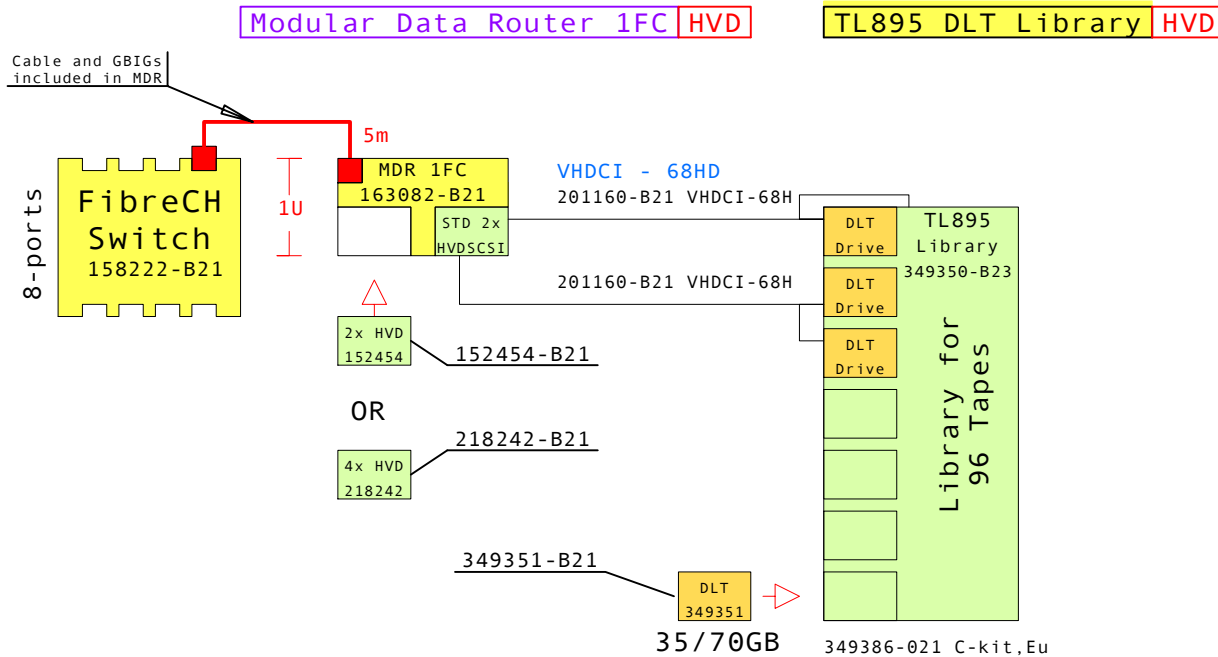 Modular Data Router 1FC HVD
TL895 DLT Library HVD
Cable and GBIGs
included in MDR
5m
8-ports
FibreCH
Switch
158222-B21
1U
MDR 1FC
163082-B21
STD 2x
HVDSCSI
VHDCI - 68HD
201160-B21 VHDCI-68H
201160-B21 VHDCI-68H
DLT
Drive
DLT
Drive
DLT
Drive
TL895
Library
349350-B23
Library for
96 Tapes
2x HVD
152454
152454-B21
OR
218242-B21
4x HVD
218242
349351-B21
DLT
349351
35/70GB
349386-021 C-kit,Eu